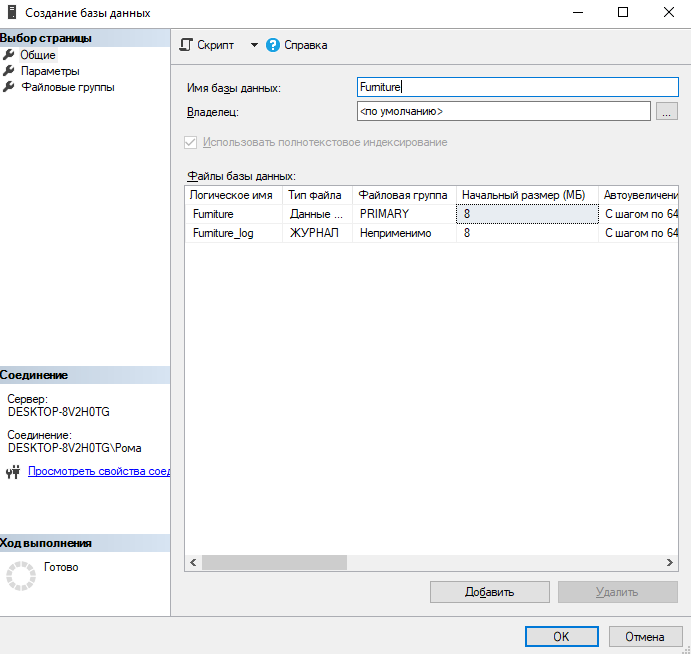 Создание базы данных
Выбор страницы
Общие
Параметры
Файловые группы
Скрипт
Справка
Имя базы данных:
Furniture
Владелец:
<по умолчанию>
...
Использовать полнотекстовое индексирование
Файлы базы данных:
Логическое имя Тип файла Файловая группа Начальный размер (МБ) Автоувеличени
Furniture Данные ... PRIMARY 8 С шагом по 64
Furniture_log ЖУРНАЛ Неприменимо 8 С шагом по 64
Соединение
Сервер:
DESKTOP-8V2H0TG
Соединение:
DESKTOP-8V2H0TG\Рома
Просмотреть свойства соед
Ход выполнения
Готово
Добавить
Удалить
OK
Отмена